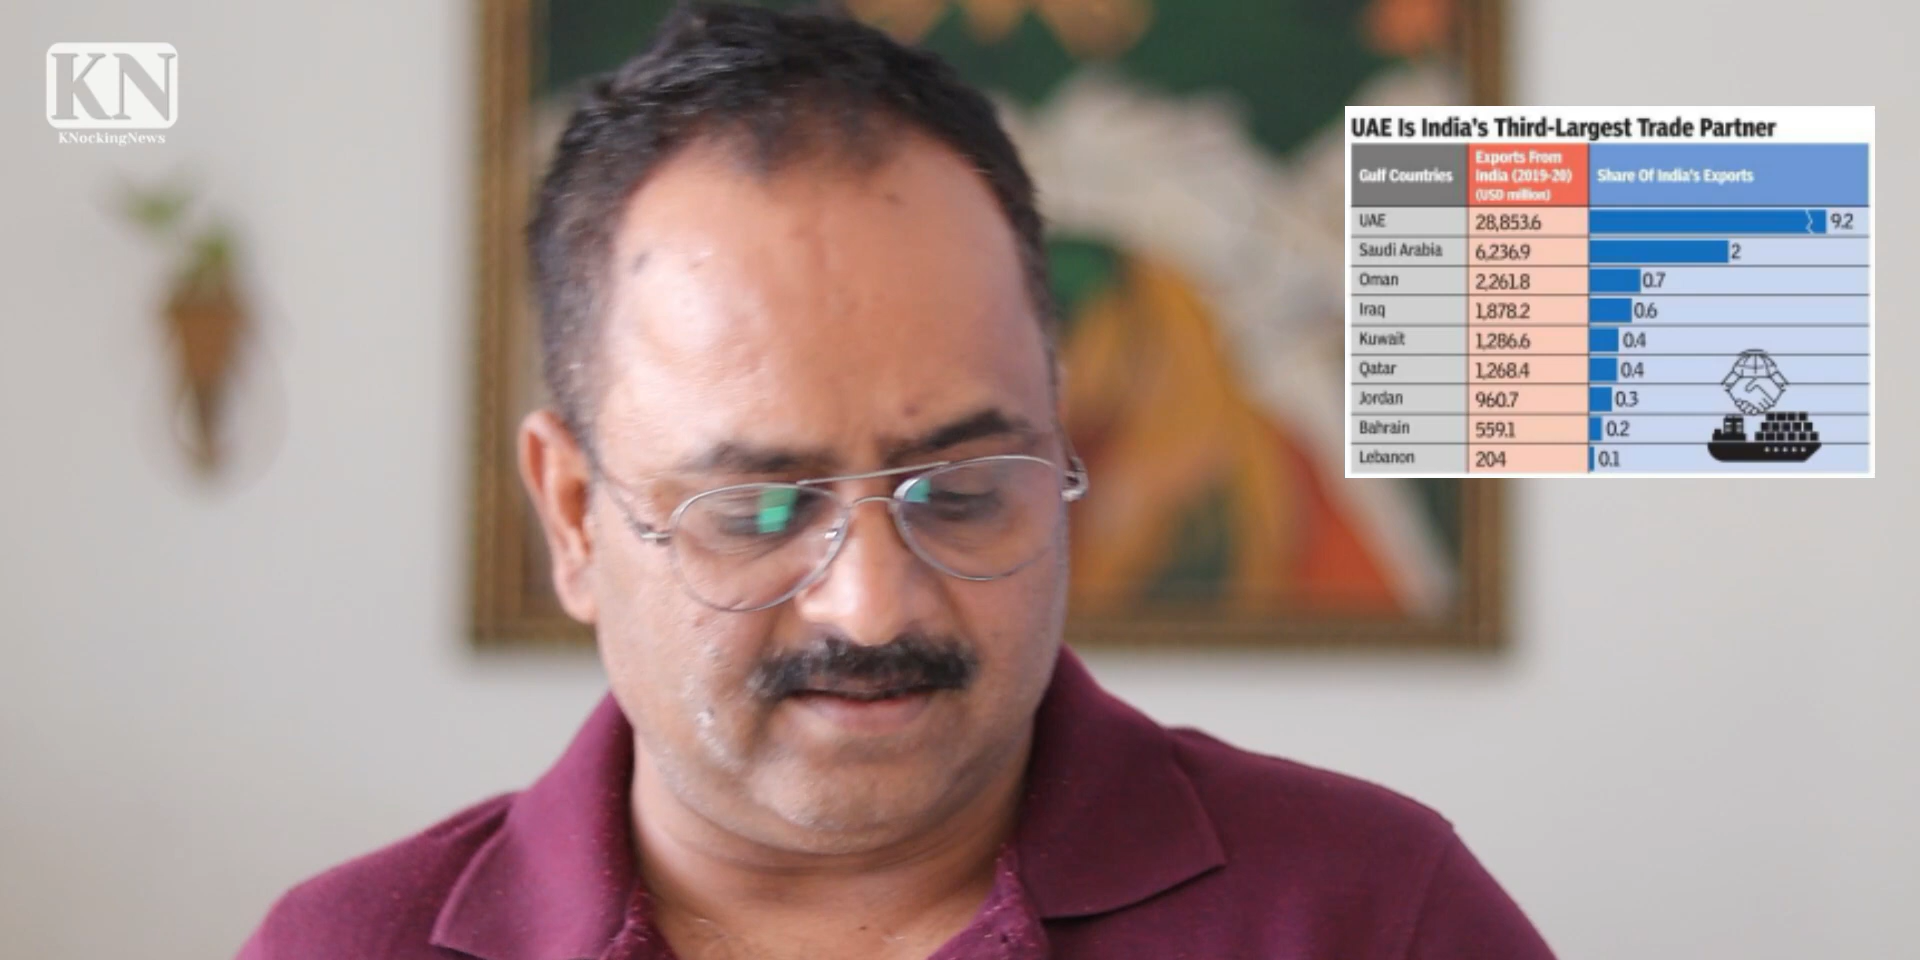 KN
KNockingNews
UAE Is India's Third-Largest Trade Partner
Gulf Countries
Exports From
India (2019-20)
(USD million)
Share Of India's Exports
UAE 28,853.6 9.2
Saudi Arabia 6,236.9 2
Oman 2,261.8 0.7
Iraq 1,878.2 0.6
Kuwait 1,286.6 0.4
Qatar 1,268.4 0.4
Jordan 960.7 0.3
Bahrain 559.1 0.2
Lebanon 204 0.1